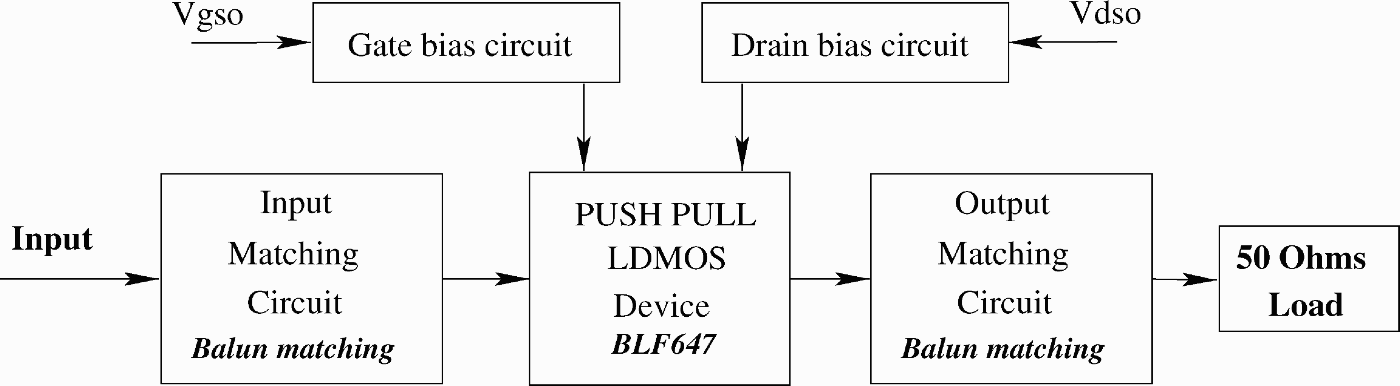 Vgso
Gate bias circuit
Drain bias circuit
Vdso
Input
Input
Matching
Circuit
Balun matching
PUSH PULL
LDMOS
Device
BLF647
Output
Matching
Circuit
Balun matching
50 Ohms
Load